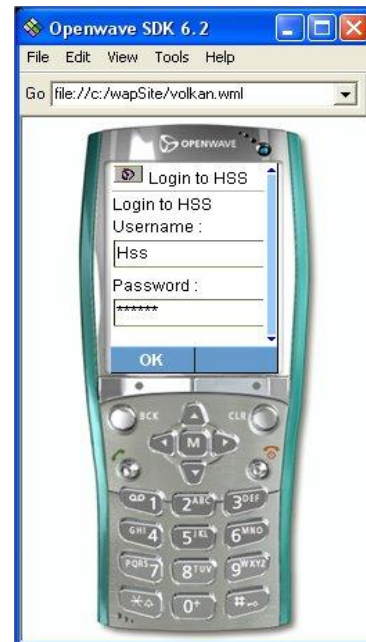 Openwave SDK 6.2
File Edit View Tools Help
Go file://c:/wapSite/volkan.wml
OPENWAVE
Login to HSS
Login to HSS
Username :
Hss
Password :
******
OK
BCK CLR
M
1 2ABC 3DEF
GHI4 5JKL 6MNO
PQRS7 8TUV 9WXYZ
* 0+ #